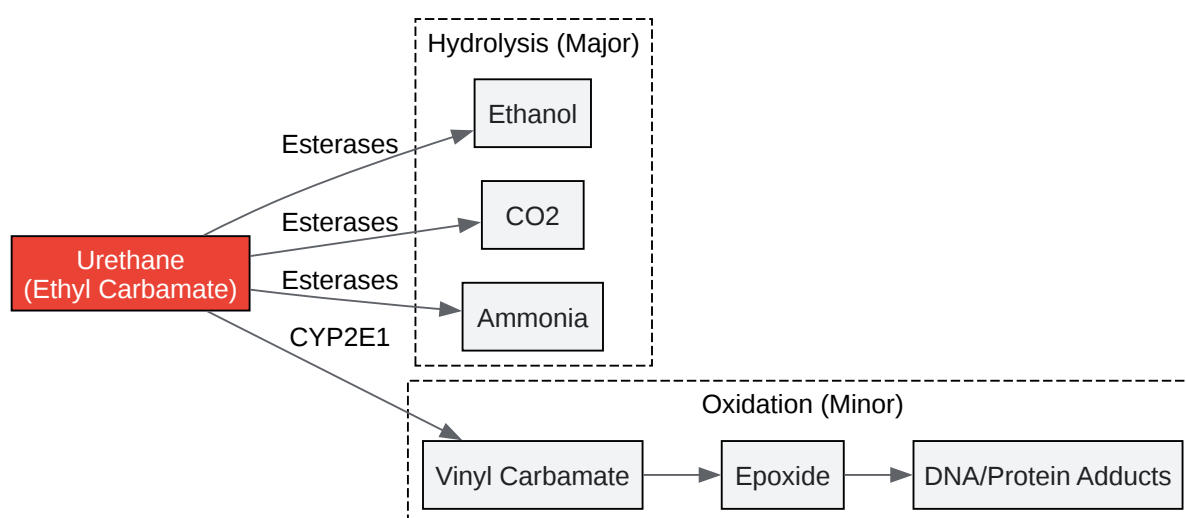 Hydrolysis (Major)
Ethanol
Esterases
CO2
Esterases
Urethane
(Ethyl Carbamate)
Esterases
Ammonia
CYP2E1
Oxidation (Minor)
Vinyl Carbamate
Epoxide
DNA/Protein Adducts